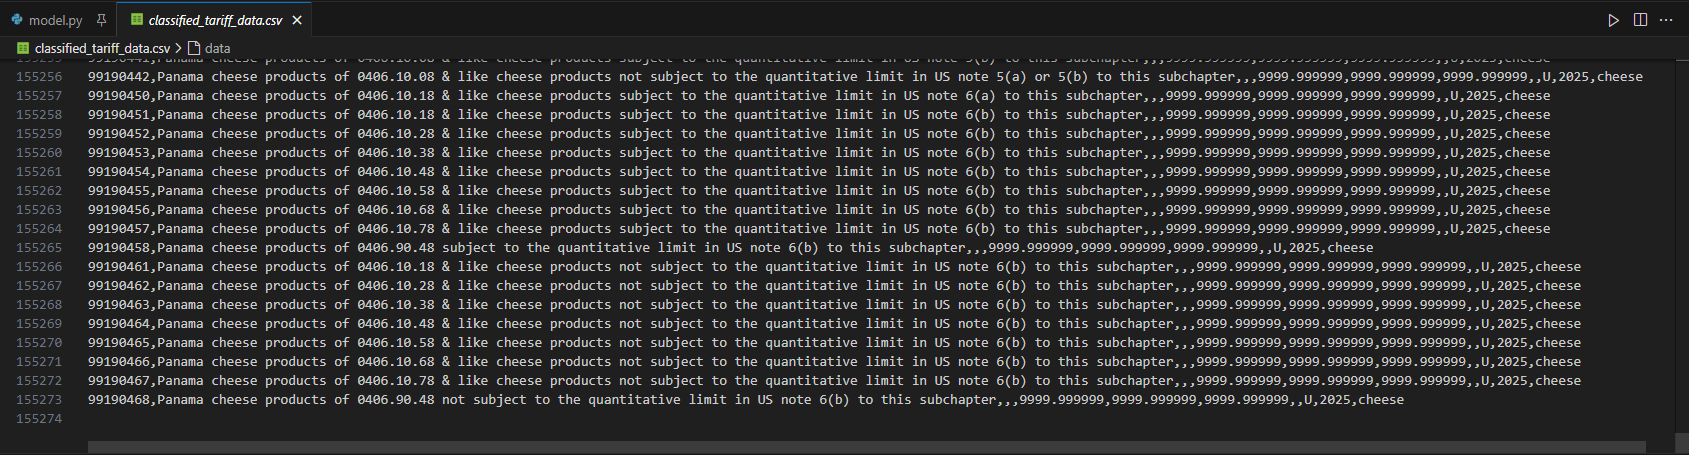 model.py
classified_tariff_data.csv
classified_tariff_data.csv > data
155256 99190442,Panama cheese products of 0406.10.08 & like cheese products not subject to the quantitative limit in US note 5(a) or 5(b) to this subchapter,,,9999.999999,9999.999999,9999.999999,,U,2025,cheese
155257 99190450,Panama cheese products of 0406.10.18 & like cheese products subject to the quantitative limit in US note 6(a) to this subchapter,,,9999.999999,9999.999999,9999.999999,,U,2025,cheese
155258 99190451,Panama cheese products of 0406.10.18 & like cheese products subject to the quantitative limit in US note 6(b) to this subchapter,,,9999.999999,9999.999999,9999.999999,,U,2025,cheese
155259 99190452,Panama cheese products of 0406.10.28 & like cheese products subject to the quantitative limit in US note 6(b) to this subchapter,,,9999.999999,9999.999999,9999.999999,,U,2025,cheese
155260 99190453,Panama cheese products of 0406.10.38 & like cheese products subject to the quantitative limit in US note 6(b) to this subchapter,,,9999.999999,9999.999999,9999.999999,,U,2025,cheese
155261 99190454,Panama cheese products of 0406.10.48 & like cheese products subject to the quantitative limit in US note 6(b) to this subchapter,,,9999.999999,9999.999999,9999.999999,,U,2025,cheese
155262 99190455,Panama cheese products of 0406.10.58 & like cheese products subject to the quantitative limit in US note 6(b) to this subchapter,,,9999.999999,9999.999999,9999.999999,,U,2025,cheese
155263 99190456,Panama cheese products of 0406.10.68 & like cheese products subject to the quantitative limit in US note 6(b) to this subchapter,,,9999.999999,9999.999999,9999.999999,,U,2025,cheese
155264 99190457,Panama cheese products of 0406.10.78 & like cheese products subject to the quantitative limit in US note 6(b) to this subchapter,,,9999.999999,9999.999999,9999.999999,,U,2025,cheese
155265 99190458,Panama cheese products of 0406.90.48 subject to the quantitative limit in US note 6(b) to this subchapter,,,9999.999999,9999.999999,9999.999999,,U,2025,cheese
155266 99190461,Panama cheese products of 0406.10.18 & like cheese products not subject to the quantitative limit in US note 6(b) to this subchapter,,,9999.999999,9999.999999,9999.999999,,U,2025,cheese
155267 99190462,Panama cheese products of 0406.10.28 & like cheese products not subject to the quantitative limit in US note 6(b) to this subchapter,,,9999.999999,9999.999999,9999.999999,,U,2025,cheese
155268 99190463,Panama cheese products of 0406.10.38 & like cheese products not subject to the quantitative limit in US note 6(b) to this subchapter,,,9999.999999,9999.999999,9999.999999,,U,2025,cheese
155269 99190464,Panama cheese products of 0406.10.48 & like cheese products not subject to the quantitative limit in US note 6(b) to this subchapter,,,9999.999999,9999.999999,9999.999999,,U,2025,cheese
155270 99190465,Panama cheese products of 0406.10.58 & like cheese products not subject to the quantitative limit in US note 6(b) to this subchapter,,,9999.999999,9999.999999,9999.999999,,U,2025,cheese
155271 99190466,Panama cheese products of 0406.10.68 & like cheese products not subject to the quantitative limit in US note 6(b) to this subchapter,,,9999.999999,9999.999999,9999.999999,,U,2025,cheese
155272 99190467,Panama cheese products of 0406.10.78 & like cheese products not subject to the quantitative limit in US note 6(b) to this subchapter,,,9999.999999,9999.999999,9999.999999,,U,2025,cheese
155273 99190468,Panama cheese products of 0406.90.48 not subject to the quantitative limit in US note 6(b) to this subchapter,,,9999.999999,9999.999999,9999.999999,,U,2025,cheese
155274